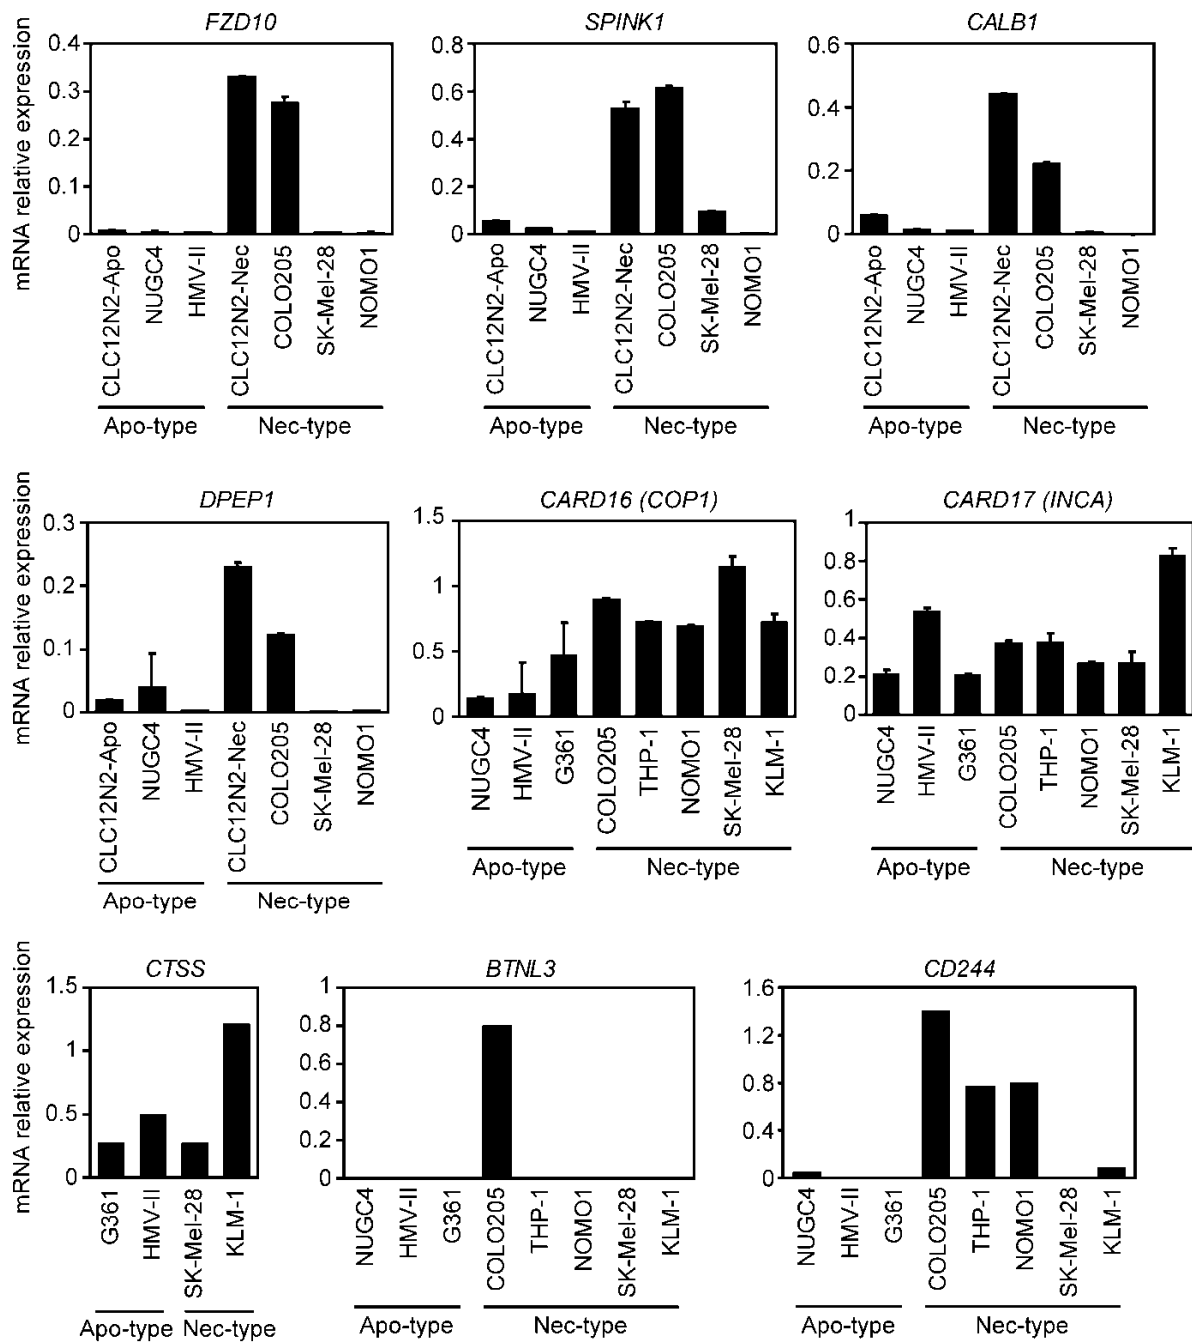 FZD10
SPINK1
CALB1
mRNA relative expression
0.4
0.3
0.2
0.1
0
CLC12N2-Apo
NUGC4
HMV-II
CLC12N2-Nec
COLO205
SK-Mel-28
NOMO1
Apo-type
Nec-type
0.8
0.6
0.4
0.2
0
CLC12N2-Apo
NUGC4
HMV-II
CLC12N2-Nec
COLO205
SK-Mel-28
NOMO1
Apo-type
Nec-type
0.6
0.4
0.2
0
CLC12N2-Apo
NUGC4
HMV-II
CLC12N2-Nec
COLO205
SK-Mel-28
NOMO1
Apo-type
Nec-type
DPEP1
CARD16 (COP1)
CARD17 (INCA)
mRNA relative expression
0.3
0.2
0.1
0
CLC12N2-Apo
NUGC4
HMV-II
CLC12N2-Nec
COLO205
SK-Mel-28
NOMO1
Apo-type
Nec-type
1.5
1
0.5
0
NUGC4
HMV-II
G361
COLO205
THP-1
NOMO1
SK-Mel-28
KLM-1
Apo-type
Nec-type
1
0.8
0.6
0.4
0.2
0
NUGC4
HMV-II
G361
COLO205
THP-1
NOMO1
SK-Mel-28
KLM-1
Apo-type
Nec-type
CTSS
BTNL3
CD244
mRNA relative expression
1.5
1
0.5
0
G361
HMV-II
SK-Mel-28
KLM-1
Apo-type
Nec-type
1
0.8
0.6
0.4
0.2
0
NUGC4
HMV-II
G361
COLO205
THP-1
NOMO1
SK-Mel-28
KLM-1
Apo-type
Nec-type
1.6
1.2
0.8
0.4
0
NUGC4
HMV-II
G361
COLO205
THP-1
NOMO1
SK-Mel-28
KLM-1
Apo-type
Nec-type